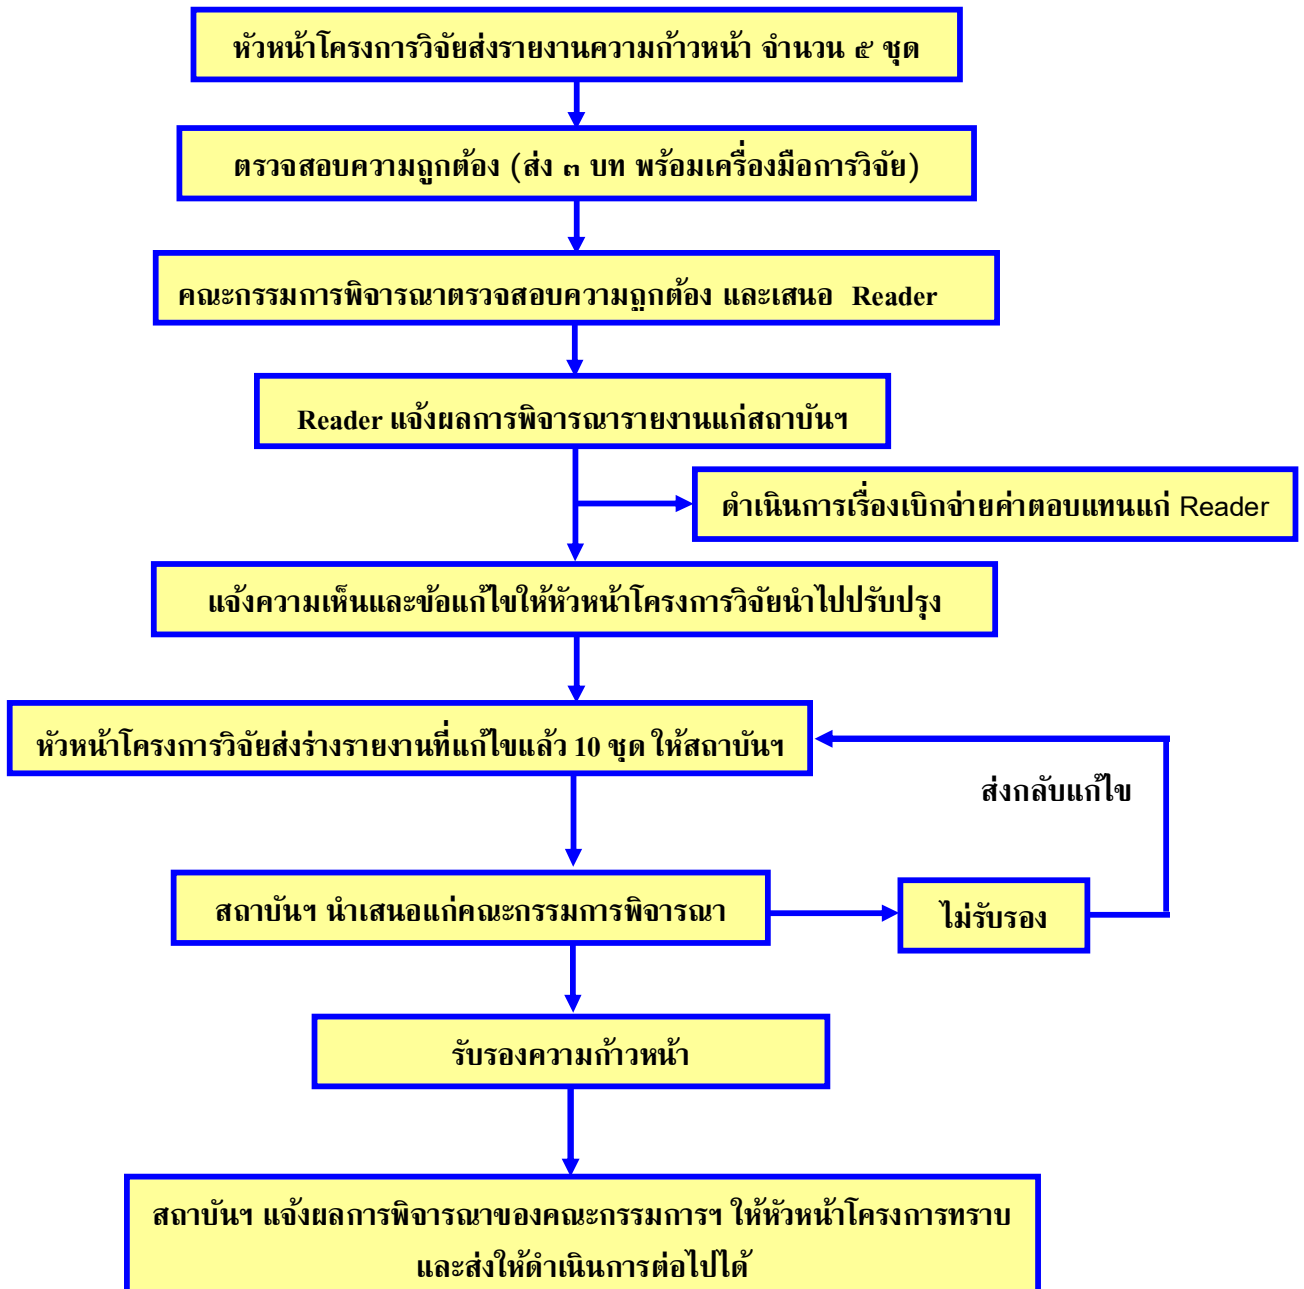 หัวหน้าโครงการวิจัยส่งรายงานความก้าวหน้า จำนวน ๕ ชุด
ตรวจสอบความถูกต้อง (ส่ง ๓ บท พร้อมเครื่องมือการวิจัย)
คณะกรรมการพิจารณาตรวจสอบความถูกต้อง และเสนอ Reader
Reader แจ้งผลการพิจารณารายงานแก่สถาบันฯ
ดำเนินการเรื่องเบิกจ่ายค่าตอบแทนแก่ Reader
แจ้งความเห็นและข้อแก้ไขให้หัวหน้าโครงการวิจัยนำไปปรับปรุง
หัวหน้าโครงการวิจัยส่งร่างรายงานที่แก้ไขแล้ว 10 ชุด ให้สถาบันฯ
ส่งกลับแก้ไข
สถาบันฯ นำเสนอแก่คณะกรรมการพิจารณา
ไม่รับรอง
รับรองความก้าวหน้า
สถาบันฯ แจ้งผลการพิจารณาของคณะกรรมการฯ ให้หัวหน้าโครงการทราบ
และส่งให้ดำเนินการต่อไปได้